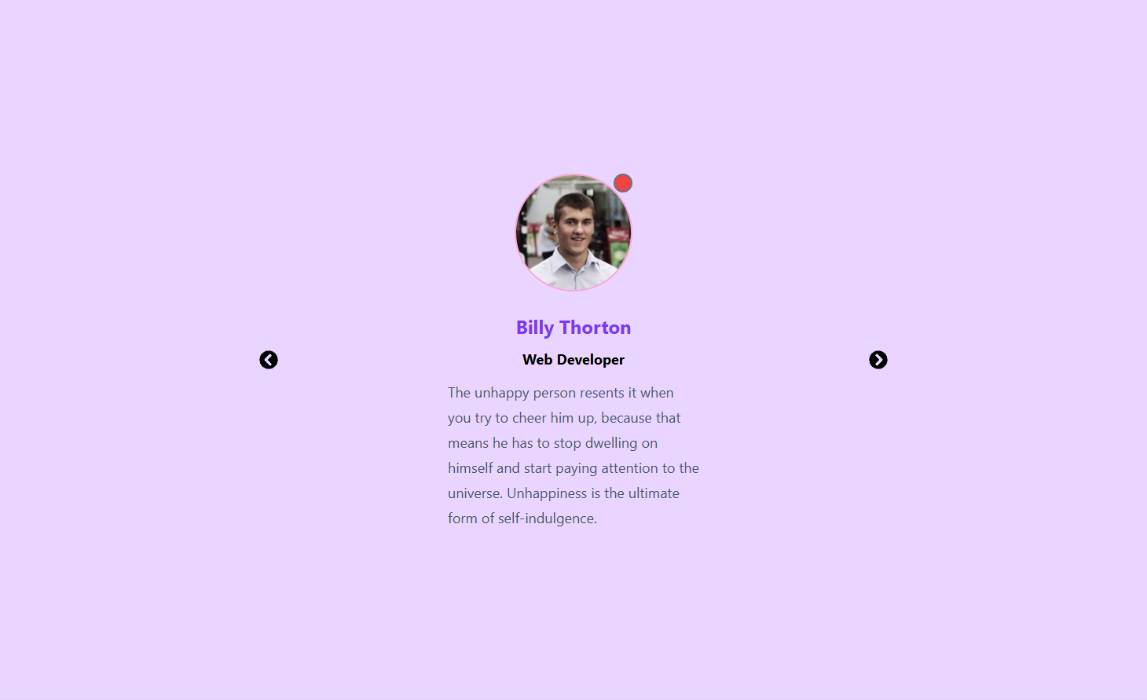 Billy Thorton
Web Developer
The unhappy person resents it when
you try to cheer him up, because that
means he has to stop dwelling on
himself and start paying attention to the
universe. Unhappiness is the ultimate
form of self-indulgence.